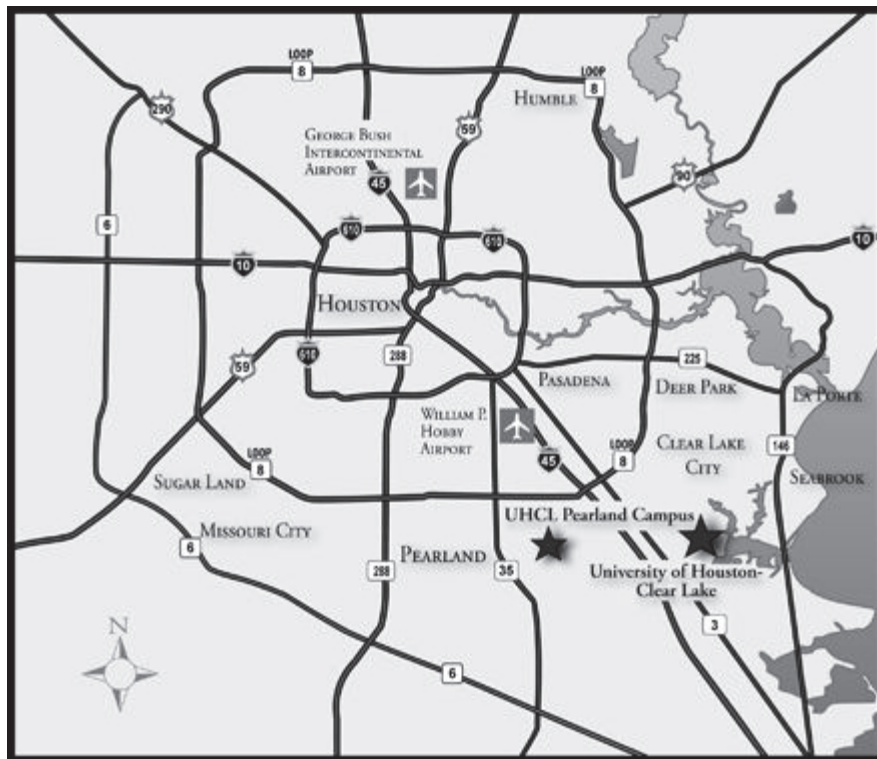 LOOP
8
LOOP
8
HUMBLE
290
59
GEORGE BUSH
INTERCONTINENTAL
AIRPORT
45
90
6
610
610
10
10
HOUSTON
610
59
288
225
PASADENA
DEER PARK
LA PORTE
WILLIAM P.
HOBBY
AIRPORT
45
LOOP
8
CLEAR LAKE
CITY
146
SEABROOK
LOOP
8
SUGAR LAND
UHCL Pearland Campus
MISSOURI CITY
6
PEARLAND
288
35
University of Houston-
Clear Lake
3
N
6